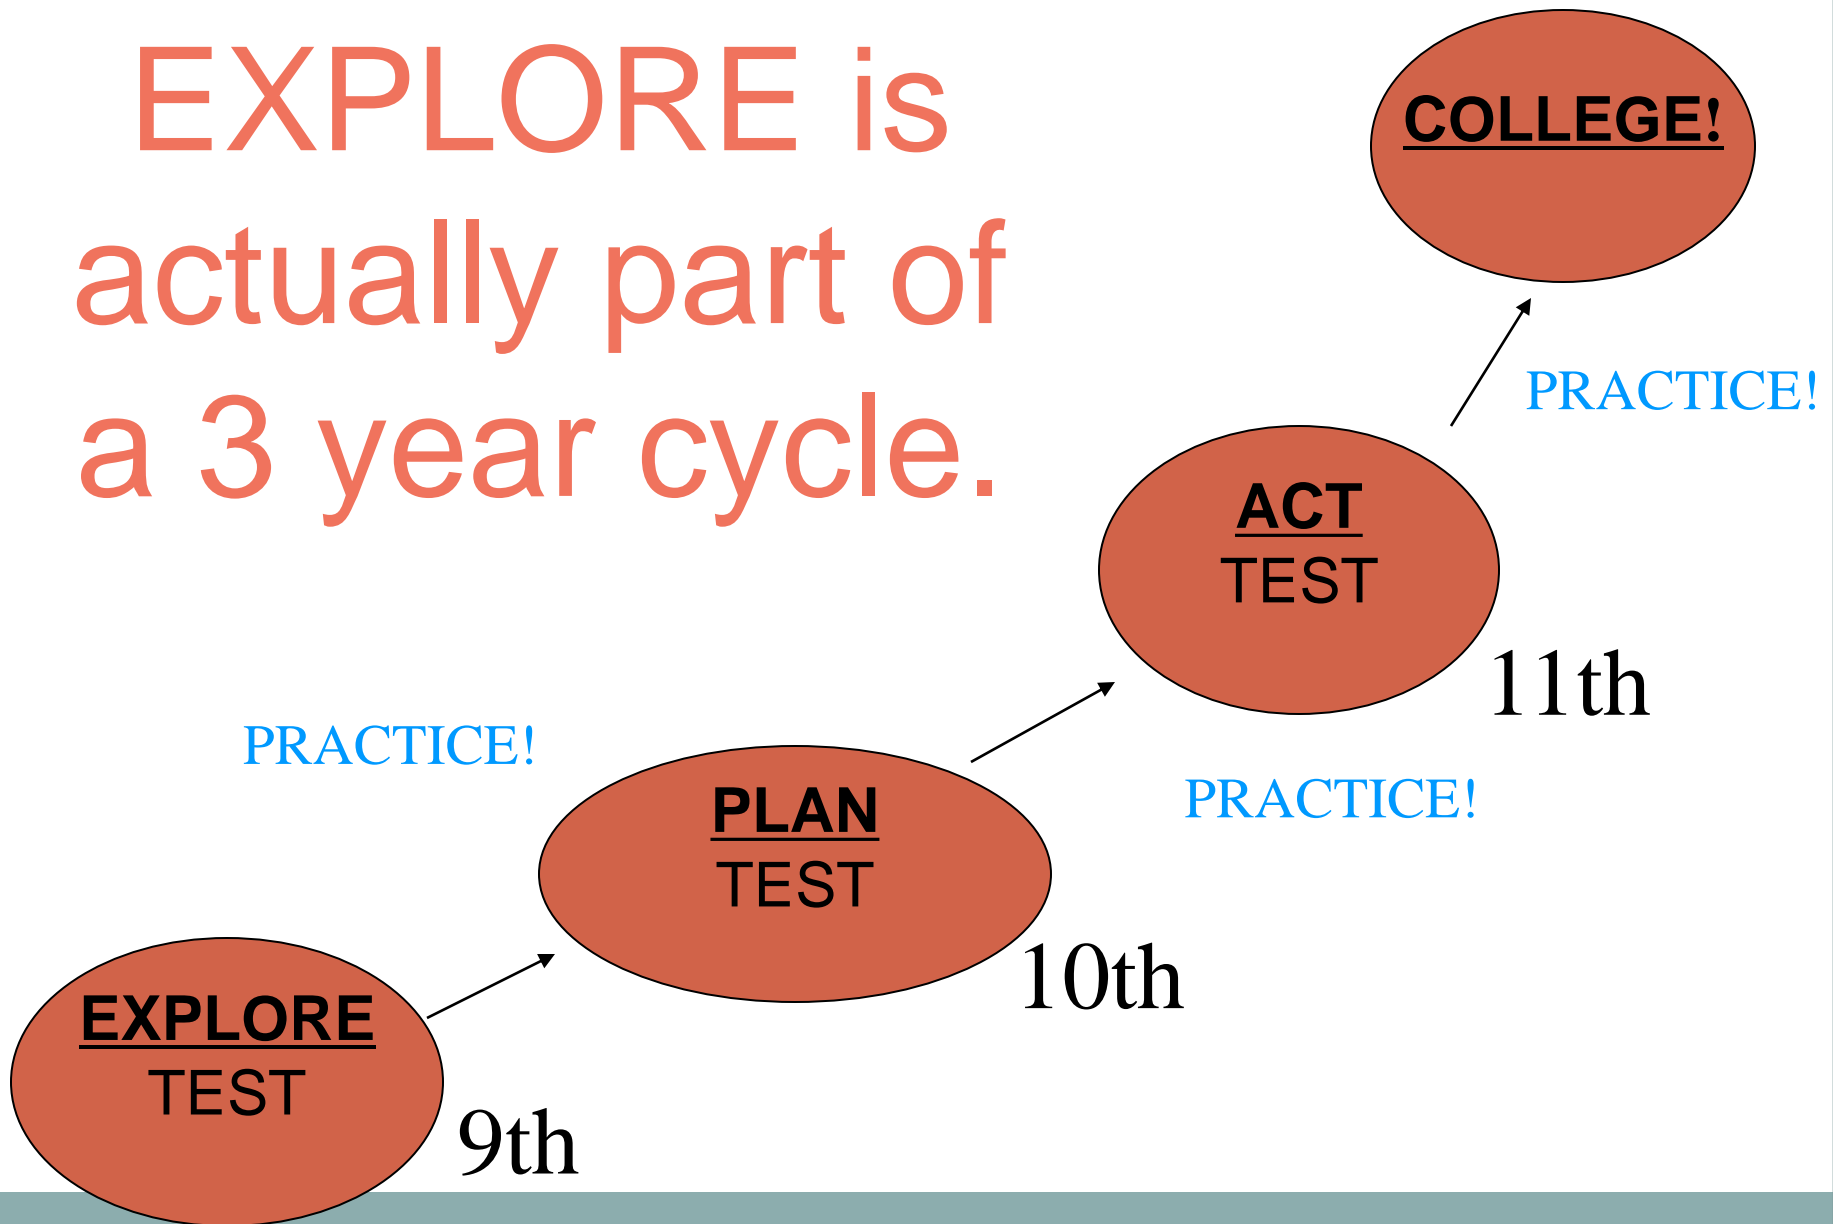 EXPLORE is
actually part of
a 3 year cycle.
COLLEGE!
PRACTICE!
ACT
TEST
11th
PRACTICE!
PRACTICE!
PLAN
TEST
10th
EXPLORE
TEST
9th